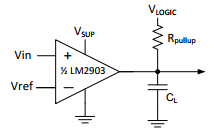 VLOGIC
VSUP
Rpullup
Vin
+
½ LM2903
Vref
−
CL